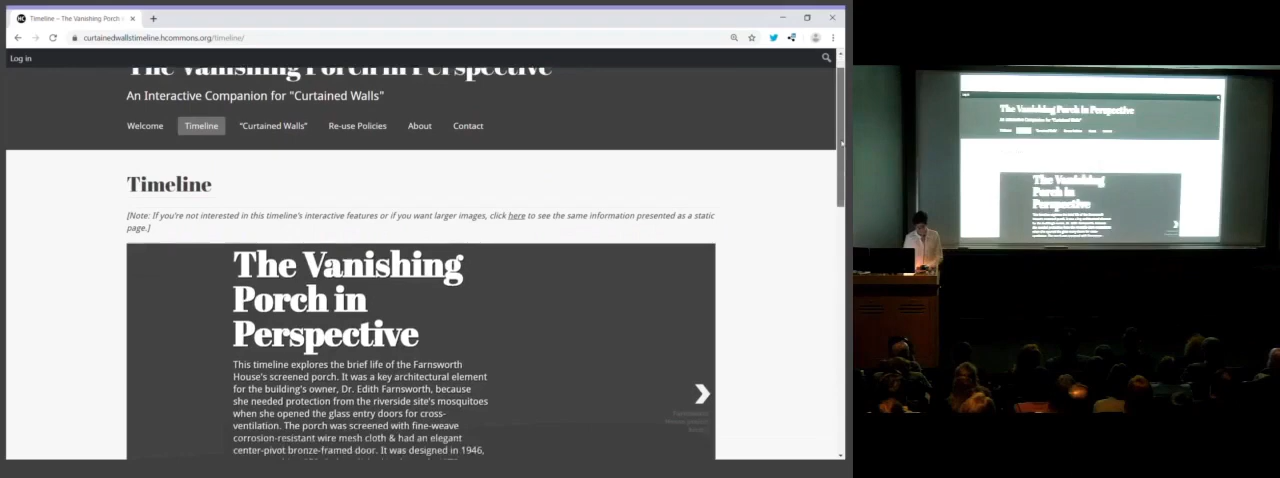 Timeline – The Vanishing Porch
curtainedwallstimeline.hcommons.org/timeline/
Log in
The Vanishing Porch in Perspective
An Interactive Companion for "Curtained Walls"
Welcome
Timeline
"Curtained Walls"
Re-use Policies
About
Contact
Timeline
[Note: If you're not interested in this timeline's interactive features or if you want larger images, click here to see the same information presented as a static
page.]
The Vanishing
Porch in
Perspective
This timeline explores the brief life of the Farnsworth
House's screened porch. It was a key architectural element
for the building's owner, Dr. Edith Farnsworth, because
she needed protection from the riverside site's mosquitoes
when she opened the glass entry doors for cross-
ventilation. The porch was screened with fine-weave
corrosion-resistant wire mesh cloth & had an elegant
center-pivot bronze-framed door. It was designed in 1946,
The Vanishing Porch in Perspective
An Interactive Companion for "Curtained Walls"
The Vanishing
Porch in
Perspective